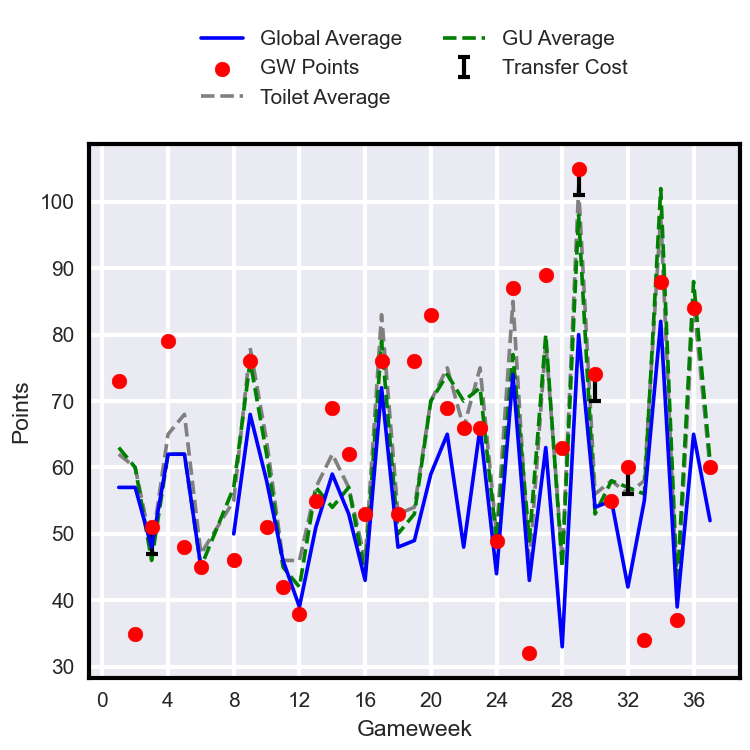 Global Average
GW Points
Toilet Average
GU Average
Transfer Cost
Points
100
90
80
70
60
50
40
30
0 4 8 12 16 20 24 28 32 36
Gameweek